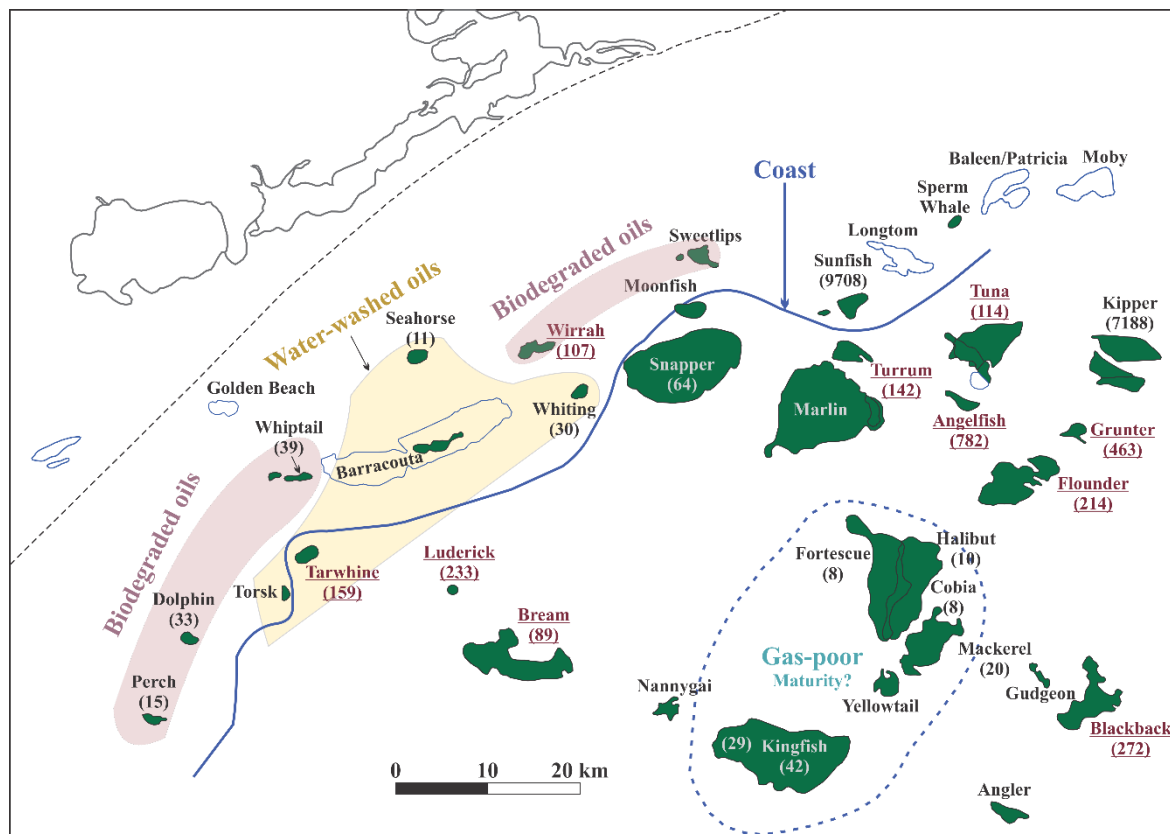 Baleen/Patricia
Moby
Coast
Sperm
Whale
Longtom
Sweetlips
Sunfish
(9708)
Biodegraded oils
Moonfish
Tuna
(114)
Kipper
(7188)
Seahorse
(11)
Water-washed oils
Wirrah
(107)
Snapper
(64)
Turrum
(142)
Golden Beach
Whiting
(30)
Marlin
Angelfish
(782)
Whiptail
(39)
Barracouta
Grunter
(463)
Flounder
(214)
Biodegraded oils
Halibut
(10)
Fortescue
(8)
Luderick
(233)
Tarwhine
(159)
Torsk
Cobia
(8)
Dolphin
(33)
Bream
(89)
Mackerel
(20)
Gas-poor
Maturity?
Perch
(15)
Nannygai
Yellowtail
Gudgeon
Blackback
(272)
(29)
Kingfish
(42)
0
10
20 km
Angler